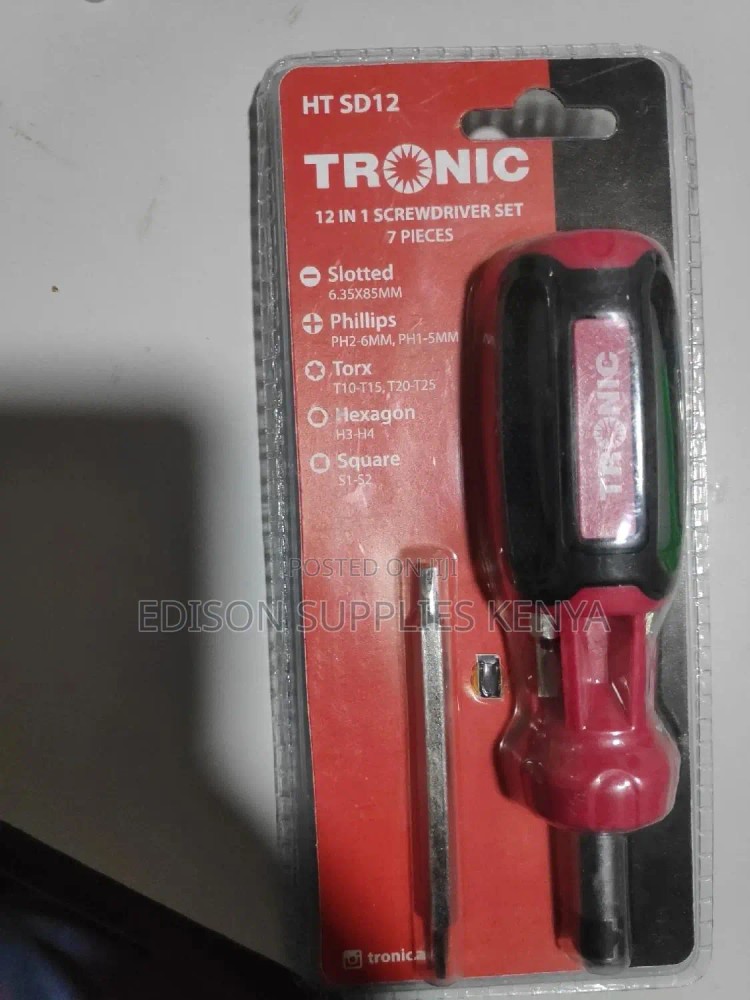 HT SD12
TRONIC
12 IN 1 SCREWDRIVER SET
7 PIECES
Slotted
6.35X85MM
Phillips
PH2-6MM, PH1-5MM
Torx
T10-T15, T20-T25
Hexagon
H3-H4
Square
S1-S2
TRONIC
POSTED ON JIJI
EDISON SUPPLIES KENYA
tronic.a